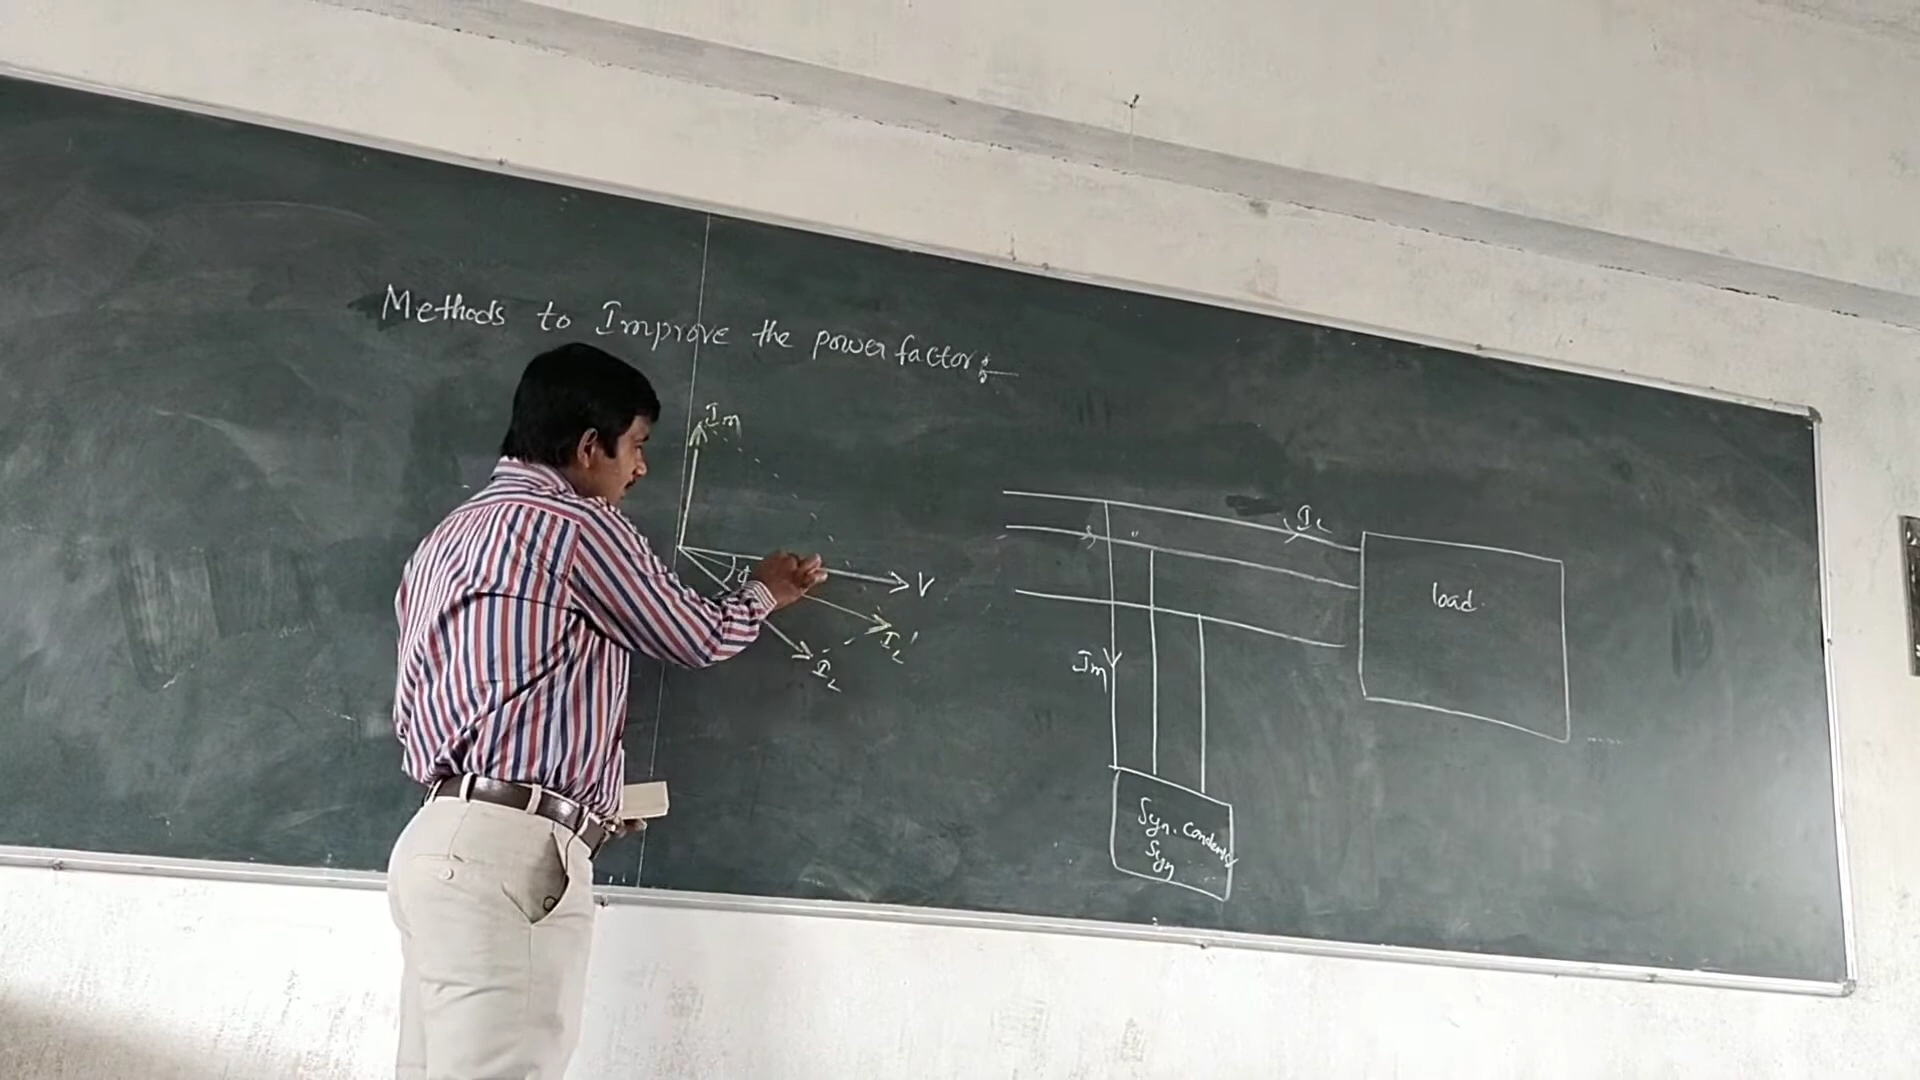 Methods to Improve the power factor :-
Im
V
φ
IL'
IL
IL
load.
Im
Syn. Condenser
Syn